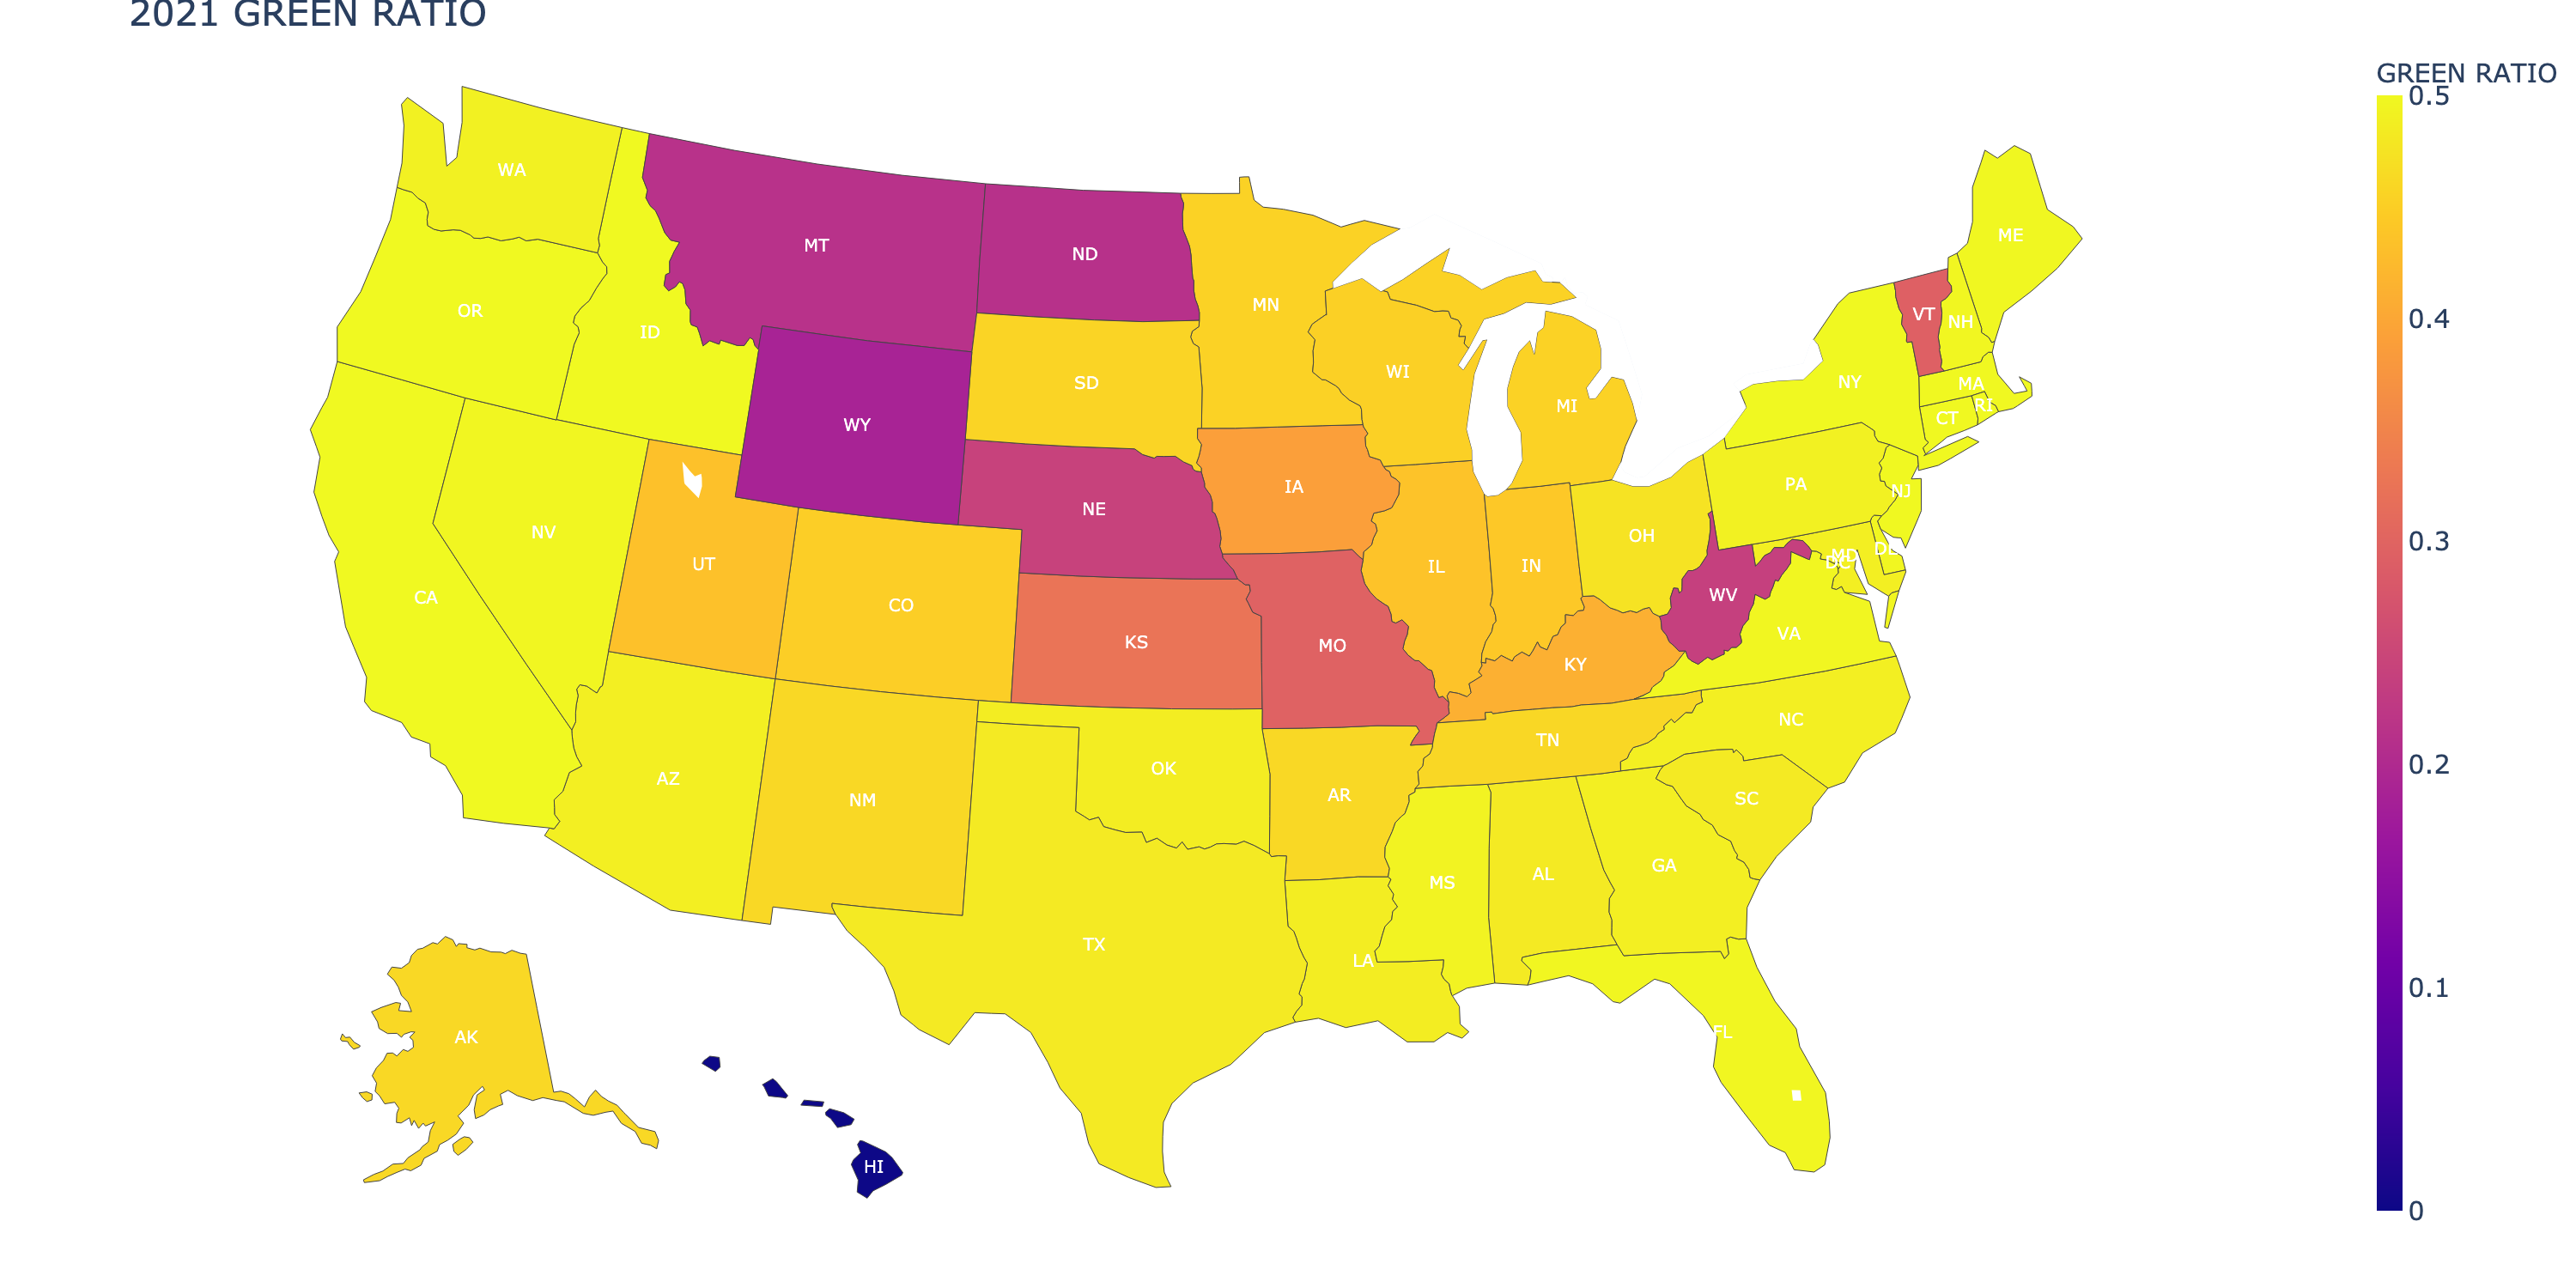 2021 GREEN RATIO
GREEN RATIO
0.5
0.4
0.3
0.2
0.1
0
WA
MT
ND
ME
OR
ID
MN
VT
NH
SD
WI
MI
NY
MA
WY
RI
CT
IA
NE
PA
NJ
NV
UT
IL
IN
OH
MD
DE
DC
CA
CO
KS
MO
WV
VA
KY
NC
TN
AZ
OK
NM
AR
SC
MS
AL
GA
TX
LA
AK
FL
HI